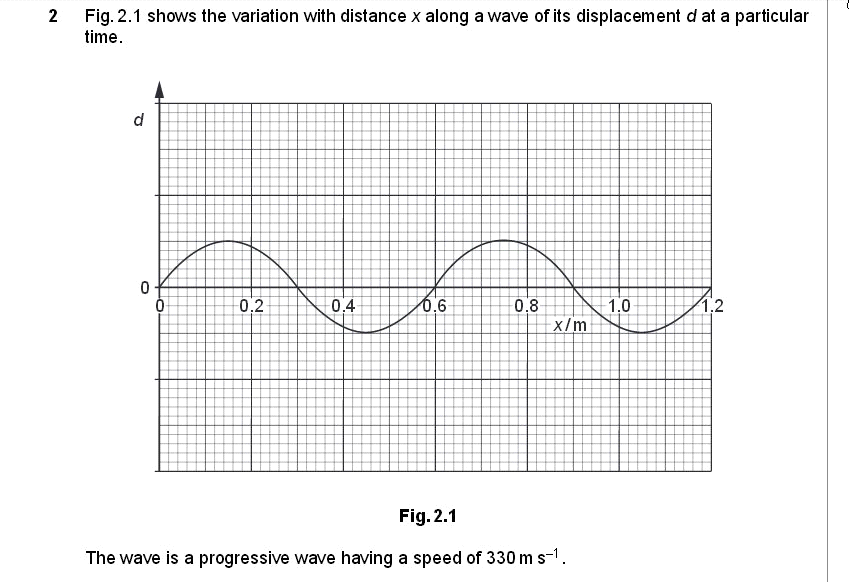 2 Fig. 2.1 shows the variation with distance x along a wave of its displacement d at a particular
time.
d
0
0 0.2 0.4 0.6 0.8 1.0 1.2
x/m
Fig. 2.1
The wave is a progressive wave having a speed of 330 m s⁻¹.